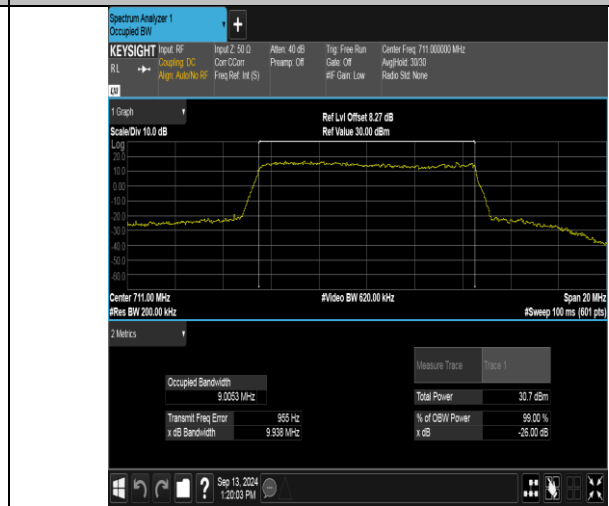 Spectrum Analyzer 1
Occupied BW
+
KEYSIGHT Input: RF Input Z: 50 Ω Atten: 40 dB Trig: Free Run Center Freq: 711.000000 MHz
RL Coupling: DC Corr CCorr Preamp: Off Gate: Off Avg|Hold: 30/30
Align: Auto/No RF Freq Ref: Int (S) #IF Gain: Low Radio Std: None
LXI
1 Graph
Ref Lvl Offset 8.27 dB
Scale/Div 10.0 dB Ref Value 30.00 dBm
Log
20.0
10.0
0.00
-10.0
-20.0
-30.0
-40.0
-50.0
-60.0
Center 711.00 MHz #Video BW 620.00 kHz Span 20 MHz
#Res BW 200.00 kHz #Sweep 100 ms (601 pts)
2 Metrics
Measure Trace Trace 1
Occupied Bandwidth
9.0053 MHz Total Power 30.7 dBm
Transmit Freq Error 955 Hz % of OBW Power 99.00 %
x dB Bandwidth 9.938 MHz x dB -26.00 dB
? Sep 13, 2024
1:20:03 PM